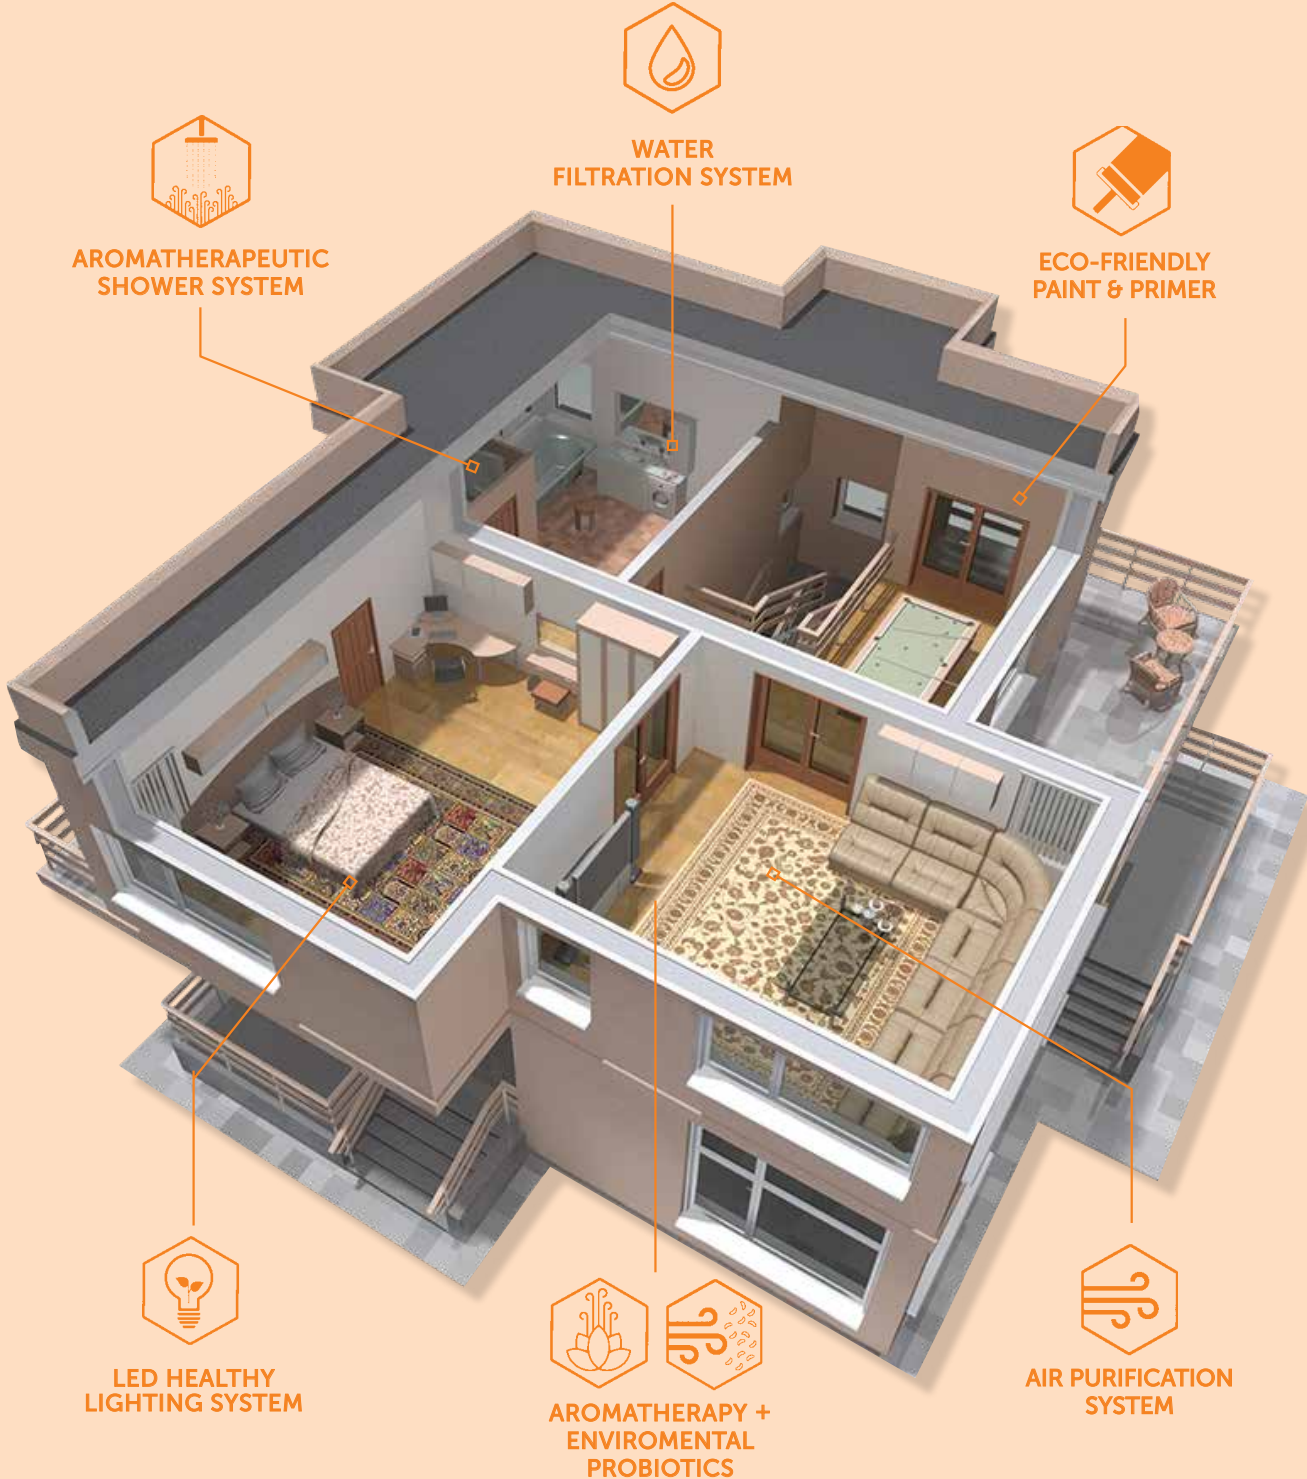 WATER
FILTRATION SYSTEM
AROMATHERAPEUTIC
SHOWER SYSTEM
ECO-FRIENDLY
PAINT & PRIMER
LED HEALTHY
LIGHTING SYSTEM
AROMATHERAPY +
ENVIROMENTAL
PROBIOTICS
AIR PURIFICATION
SYSTEM